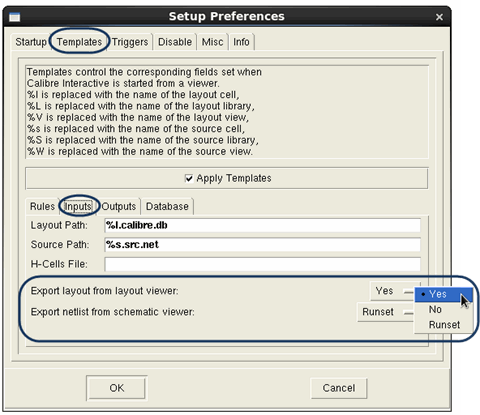 Setup Preferences
Startup Templates Triggers Disable Misc Info
Templates control the corresponding fields set when
Calibre Interactive is started from a viewer.
%l is replaced with the name of the layout cell,
%L is replaced with the name of the layout library,
%V is replaced with the name of the layout view,
%s is replaced with the name of the source cell,
%S is replaced with the name of the source library,
%W is replaced with the name of the source view.
Apply Templates
Rules Inputs Outputs Database
Layout Path: %l.calibre.db
Source Path: %s.src.net
H-Cells File:
Export layout from layout viewer: Yes
Export netlist from schematic viewer: Runset
Yes
No
Runset
OK Cancel